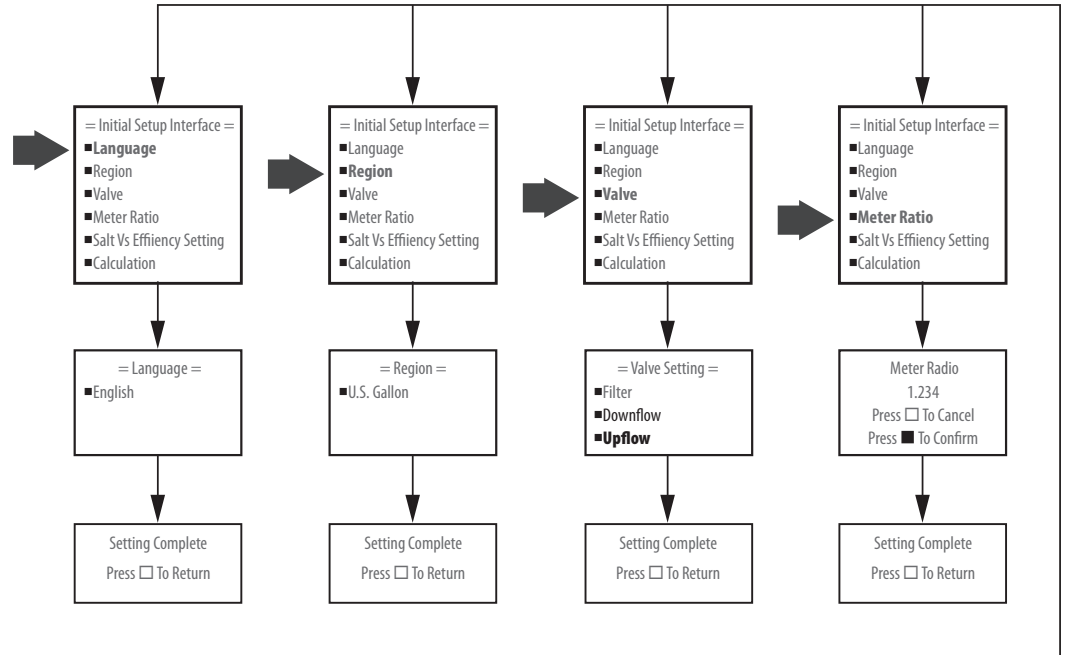 = Initial Setup Interface =
■Language
■Region
■Valve
■Meter Ratio
■Salt Vs Effiiency Setting
■Calculation
= Language =
■English
Setting Complete
Press □ To Return
= Initial Setup Interface =
■Language
■Region
■Valve
■Meter Ratio
■Salt Vs Effiiency Setting
■Calculation
= Region =
■U.S. Gallon
Setting Complete
Press □ To Return
= Initial Setup Interface =
■Language
■Region
■Valve
■Meter Ratio
■Salt Vs Effiiency Setting
■Calculation
= Valve Setting =
■Filter
■Downflow
■Upflow
Setting Complete
Press □ To Return
= Initial Setup Interface =
■Language
■Region
■Valve
■Meter Ratio
■Salt Vs Effiiency Setting
■Calculation
Meter Radio
1.234
Press □ To Cancel
Press ■ To Confirm
Setting Complete
Press □ To Return